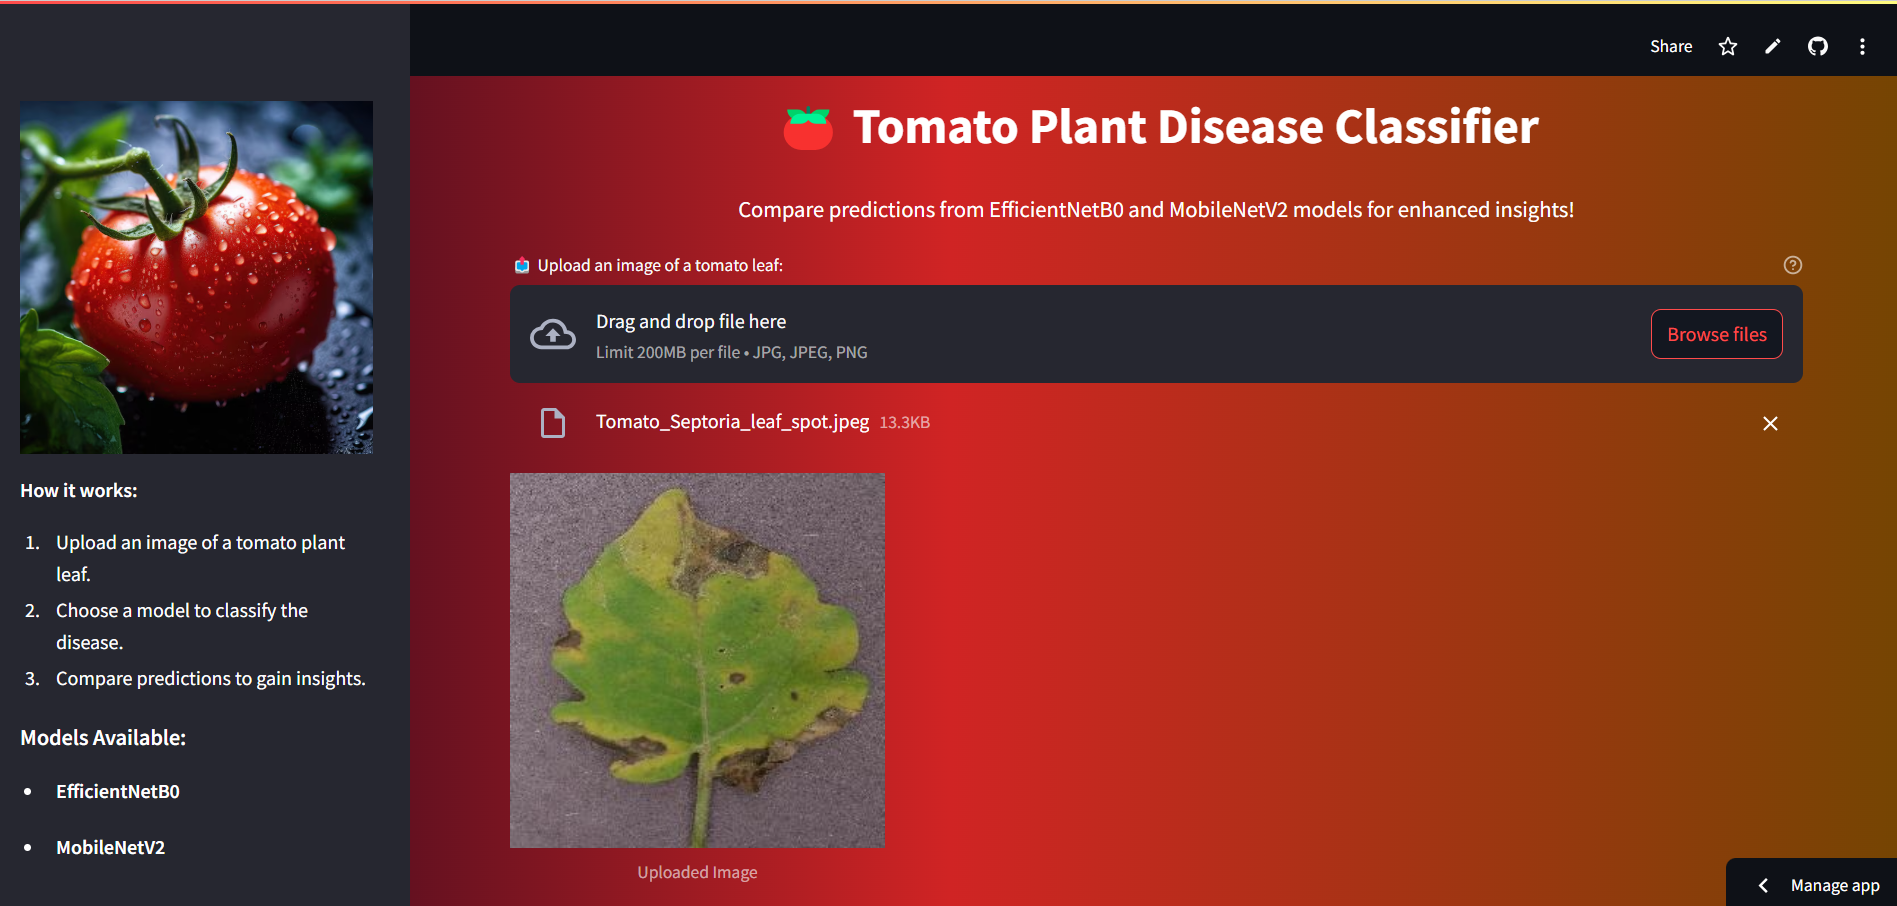 Share
🍅 Tomato Plant Disease Classifier
Compare predictions from EfficientNetB0 and MobileNetV2 models for enhanced insights!
📤 Upload an image of a tomato leaf:
Drag and drop file here
Limit 200MB per file • JPG, JPEG, PNG
Browse files
Tomato_Septoria_leaf_spot.jpeg 13.3KB
Uploaded Image
How it works:
1. Upload an image of a tomato plant
leaf.
2. Choose a model to classify the
disease.
3. Compare predictions to gain insights.
Models Available:
• EfficientNetB0
• MobileNetV2
Manage app